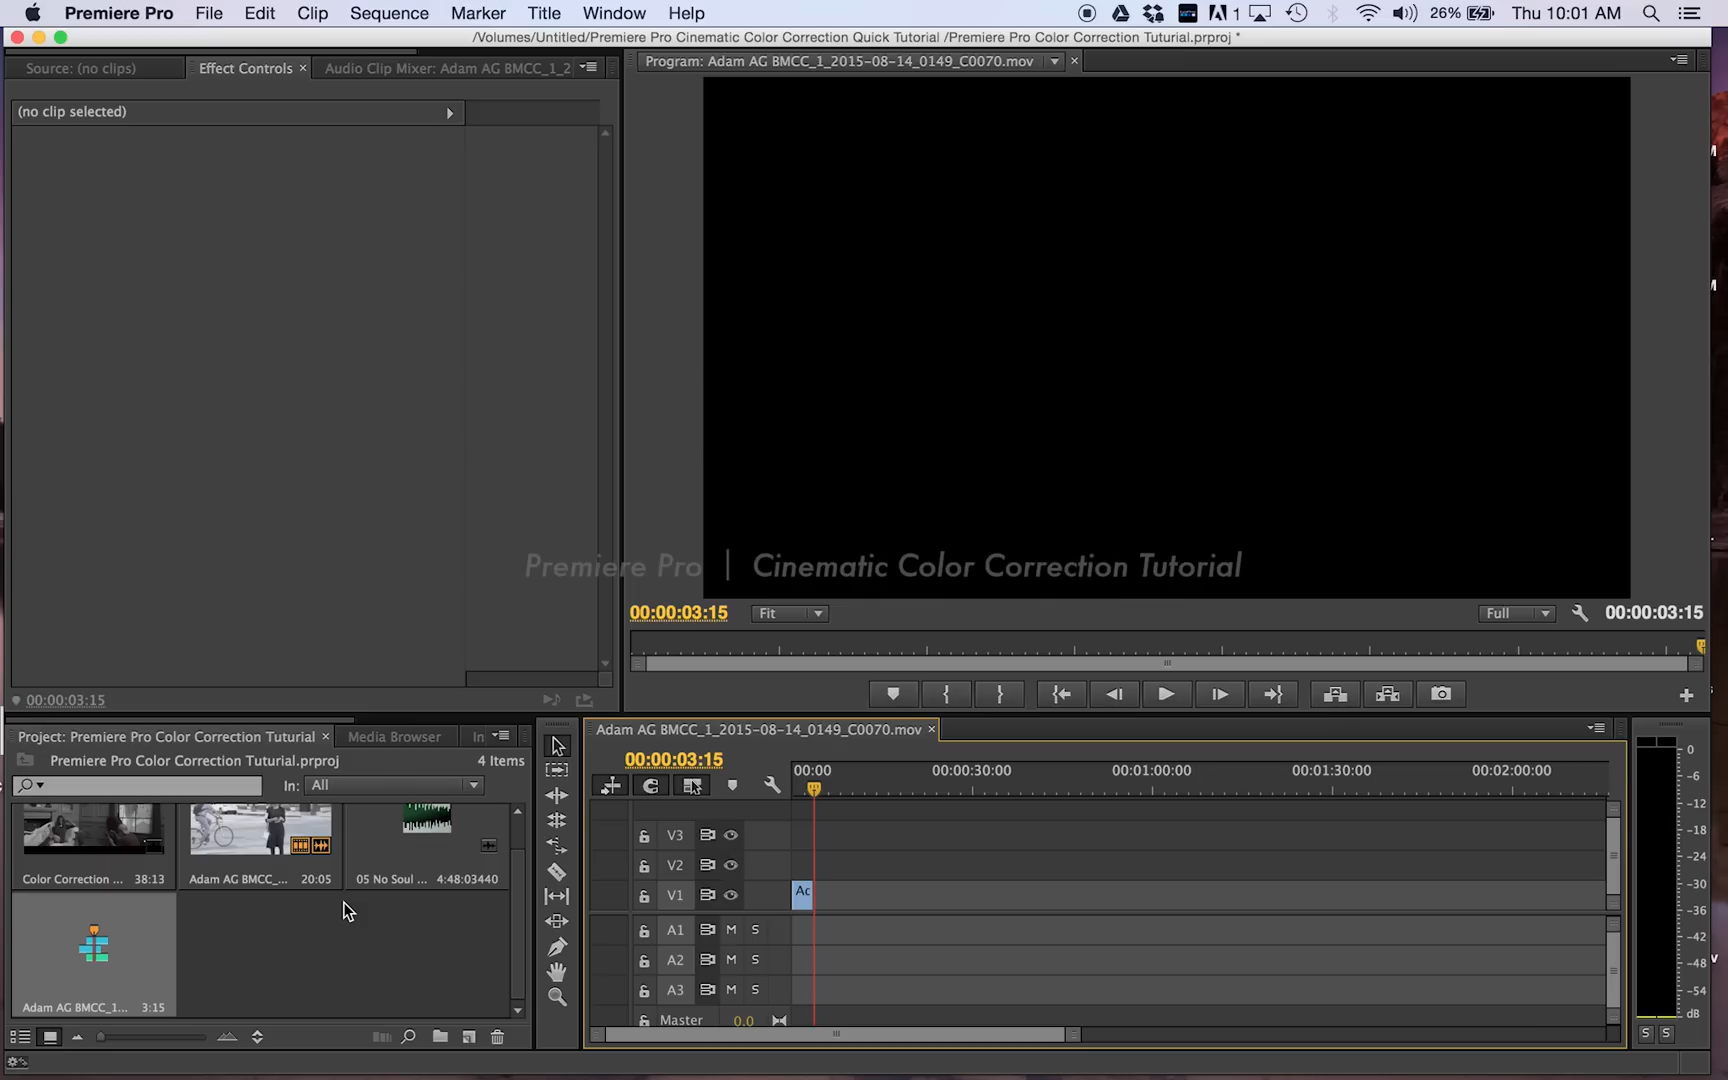 Premiere Pro File Edit Clip Sequence Marker Title Window Help 1 26% Thu 10:01 AM
/Volumes/Untitled/Premiere Pro Cinematic Color Correction Quick Tutorial /Premiere Pro Color Correction Tuturial.prproj *
Source: (no clips) Effect Controls × Audio Clip Mixer: Adam AG BMCC_1_2
Program: Adam AG BMCC_1_2015-08-14_0149_C0070.mov ×
(no clip selected)
Premiere Pro | Cinematic Color Correction Tutorial
00:00:03:15 Fit Full 00:00:03:15
00:00:03:15
Project: Premiere Pro Color Correction Tuturial × Media Browser In
Premiere Pro Color Correction Tuturial.prproj 4 Items
In: All
Color Correction ... 38:13 Adam AG BMCC_... 20:05 05 No Soul ... 4:48:03440
Adam AG BMCC_1... 3:15
Adam AG BMCC_1_2015-08-14_0149_C0070.mov ×
00:00:03:15
00:00 00:00:30:00 00:01:00:00 00:01:30:00 00:02:00:00
V3
V2
V1 Ac
A1 M S
A2 M S
A3 M S
Master 0.0
0
-6
-12
-18
-24
-30
-36
-42
-48
-54
dB
S S